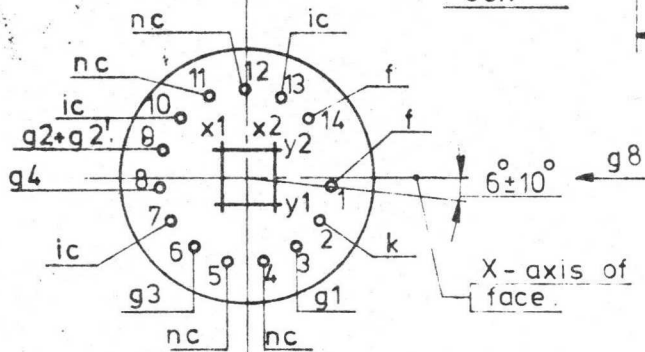 nc
ic
nc
12
11
13
f
ic
10
14
x1
x2
f
g2+g2'
9
y2
g4
8
1
6°±10°
g8
y1
7
2
ic
6
3
k
5
4
g3
g1
X-axis of
face
nc
nc